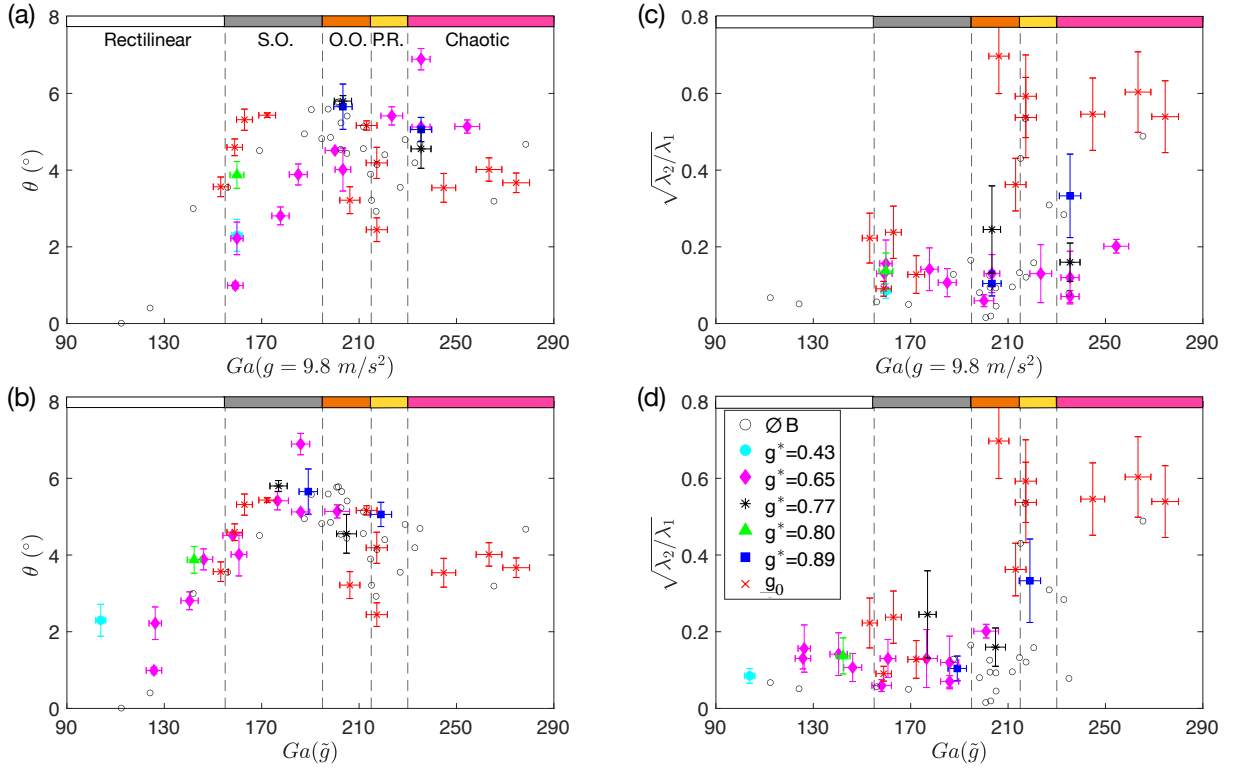 (a)
Rectilinear S.O. O.O. P.R. Chaotic
8
6
4
2
0
θ (°)
90 130 170 210 250 290
Ga(g = 9.8 m/s²)
(c)
0.8
0.6
0.4
0.2
0
√λ₂/λ₁
90 130 170 210 250 290
Ga(g = 9.8 m/s²)
(b)
8
6
4
2
0
θ (°)
90 130 170 210 250 290
Ga(g̃)
(d)
0.8
0.6
0.4
0.2
0
√λ₂/λ₁
∅ B
g*=0.43
g*=0.65
g*=0.77
g*=0.80
g*=0.89
g₀
90 130 170 210 250 290
Ga(g̃)